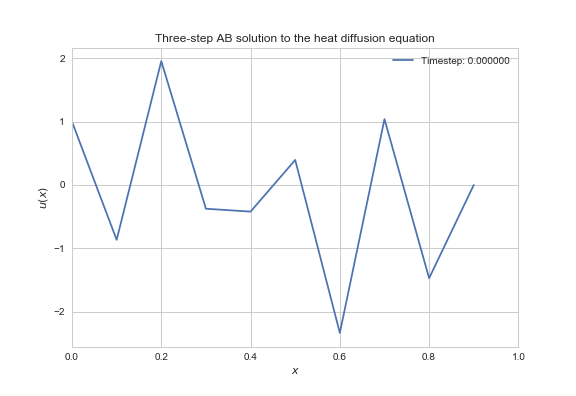 Three-step AB solution to the heat diffusion equation
Timestep: 0.000000
2
1
0
−1
−2
u(x)
0.0 0.2 0.4 0.6 0.8 1.0
x